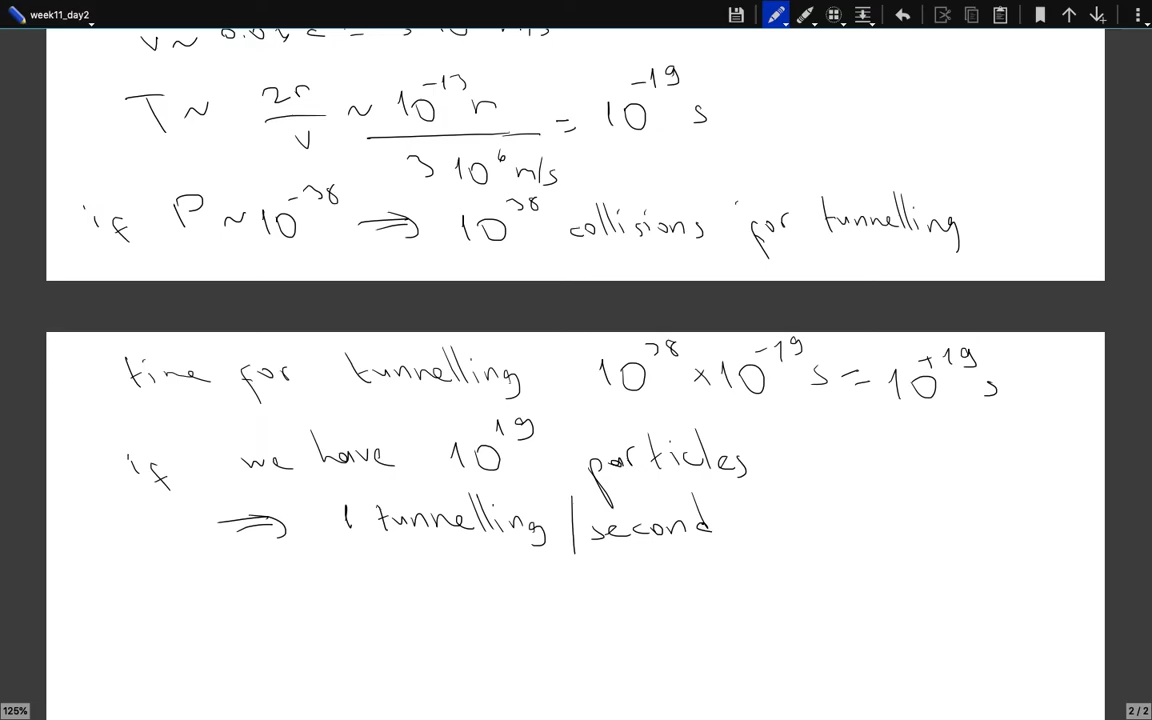 week11_day2
T ~ 2r / v ~ 10^-13 m / 3 10^6 m/s = 10^-19 s
if P ~ 10^-38 ⇒ 10^38 collisions for tunnelling
time for tunnelling 10^38 × 10^-19 s = 10^+19 s
if we have 10^19 particles
⇒ 1 tunnelling / second
125%
2 / 2